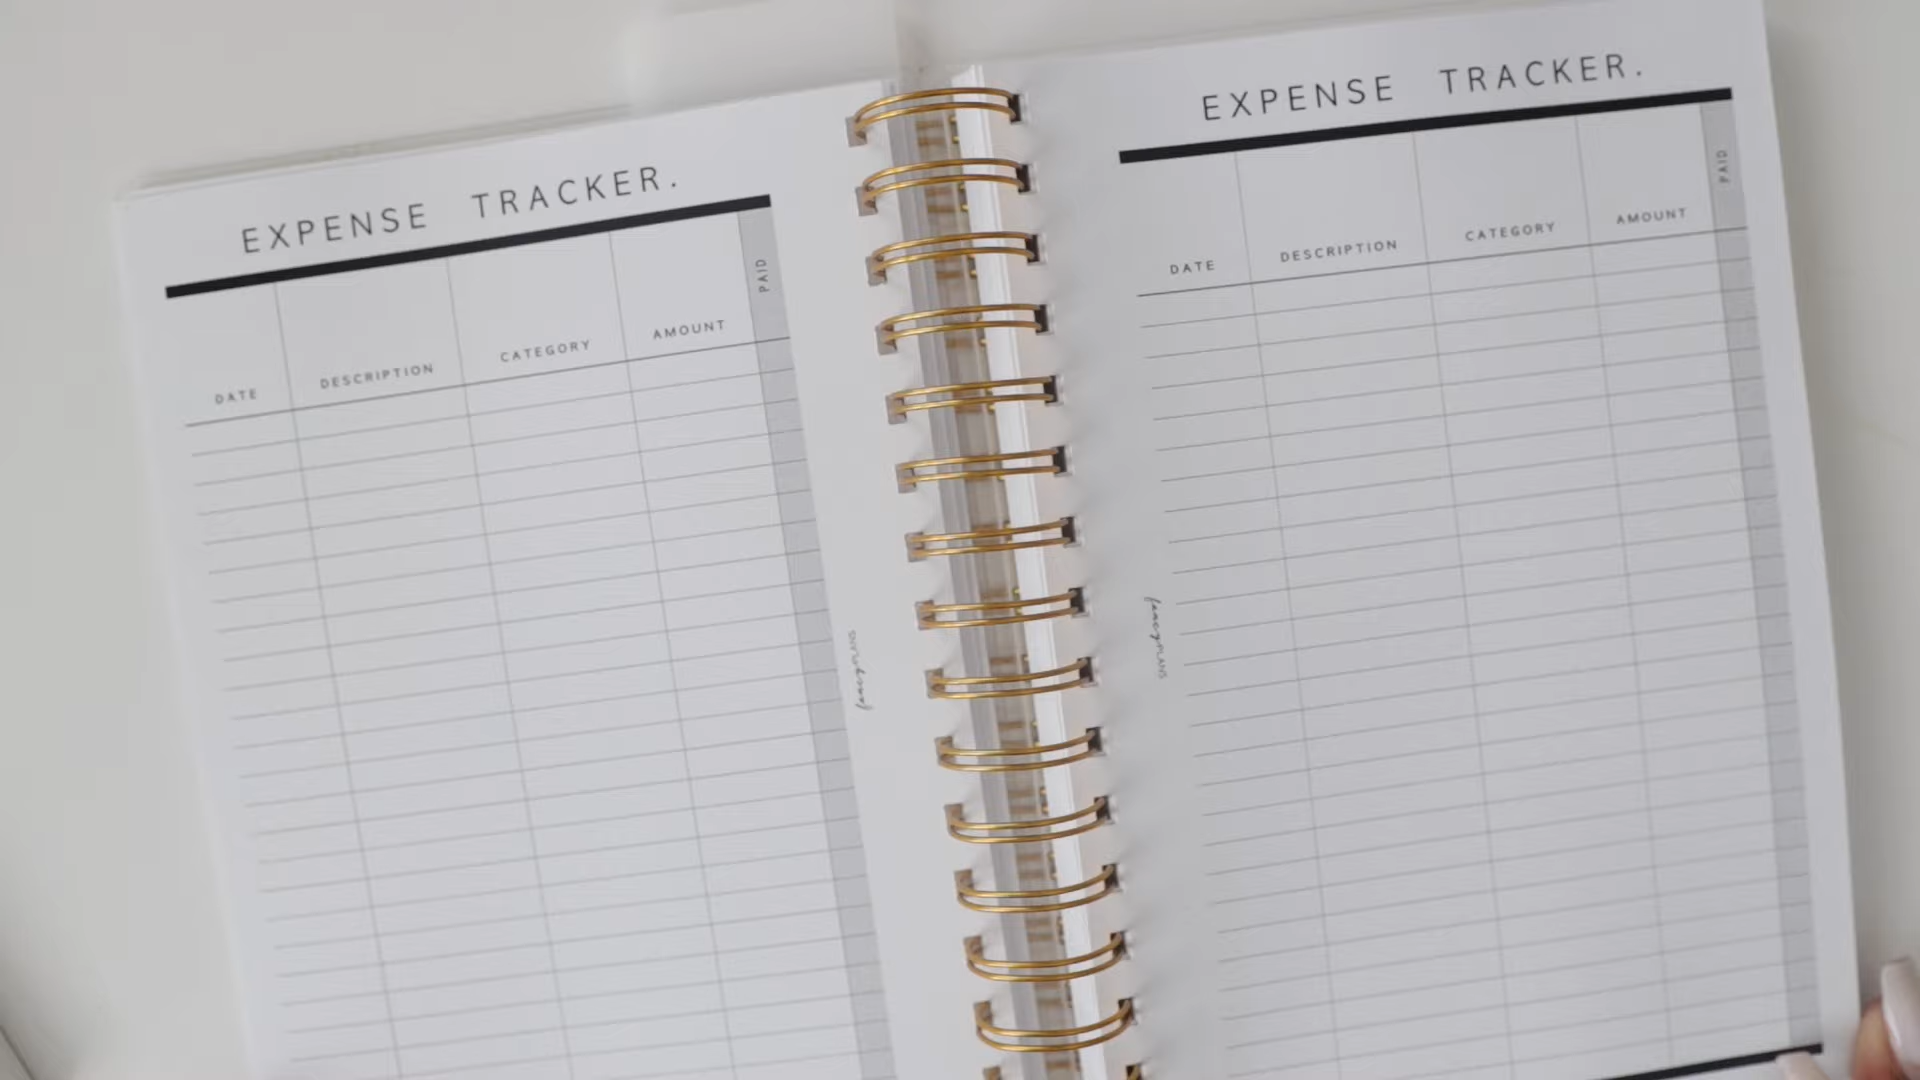 EXPENSE TRACKER.
DATE DESCRIPTION CATEGORY AMOUNT PAID
EXPENSE TRACKER.
DATE DESCRIPTION CATEGORY AMOUNT PAID